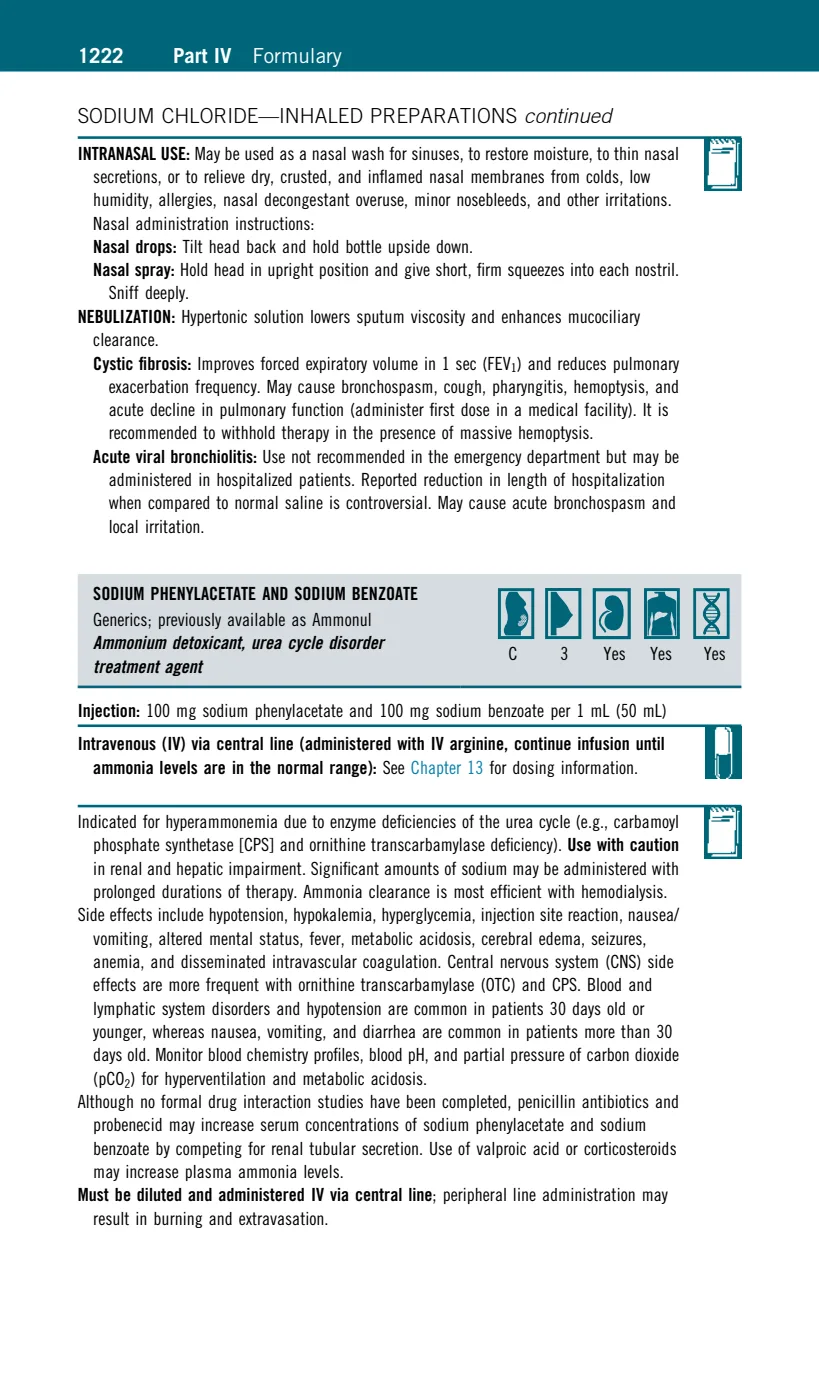 1222 Part IV Formulary
SODIUM CHLORIDE—INHALED PREPARATIONS continued
INTRANASAL USE: May be used as a nasal wash for sinuses, to restore moisture, to thin nasal
secretions, or to relieve dry, crusted, and inflamed nasal membranes from colds, low
humidity, allergies, nasal decongestant overuse, minor nosebleeds, and other irritations.
Nasal administration instructions:
Nasal drops: Tilt head back and hold bottle upside down.
Nasal spray: Hold head in upright position and give short, firm squeezes into each nostril.
Sniff deeply.
NEBULIZATION: Hypertonic solution lowers sputum viscosity and enhances mucociliary
clearance.
Cystic fibrosis: Improves forced expiratory volume in 1 sec (FEV₁) and reduces pulmonary
exacerbation frequency. May cause bronchospasm, cough, pharyngitis, hemoptysis, and
acute decline in pulmonary function (administer first dose in a medical facility). It is
recommended to withhold therapy in the presence of massive hemoptysis.
Acute viral bronchiolitis: Use not recommended in the emergency department but may be
administered in hospitalized patients. Reported reduction in length of hospitalization
when compared to normal saline is controversial. May cause acute bronchospasm and
local irritation.
SODIUM PHENYLACETATE AND SODIUM BENZOATE
Generics; previously available as Ammonul
Ammonium detoxicant, urea cycle disorder
treatment agent
C 3 Yes Yes Yes
Injection: 100 mg sodium phenylacetate and 100 mg sodium benzoate per 1 mL (50 mL)
Intravenous (IV) via central line (administered with IV arginine, continue infusion until
ammonia levels are in the normal range): See Chapter 13 for dosing information.
Indicated for hyperammonemia due to enzyme deficiencies of the urea cycle (e.g., carbamoyl
phosphate synthetase [CPS] and ornithine transcarbamylase deficiency). Use with caution
in renal and hepatic impairment. Significant amounts of sodium may be administered with
prolonged durations of therapy. Ammonia clearance is most efficient with hemodialysis.
Side effects include hypotension, hypokalemia, hyperglycemia, injection site reaction, nausea/
vomiting, altered mental status, fever, metabolic acidosis, cerebral edema, seizures,
anemia, and disseminated intravascular coagulation. Central nervous system (CNS) side
effects are more frequent with ornithine transcarbamylase (OTC) and CPS. Blood and
lymphatic system disorders and hypotension are common in patients 30 days old or
younger, whereas nausea, vomiting, and diarrhea are common in patients more than 30
days old. Monitor blood chemistry profiles, blood pH, and partial pressure of carbon dioxide
(pCO₂) for hyperventilation and metabolic acidosis.
Although no formal drug interaction studies have been completed, penicillin antibiotics and
probenecid may increase serum concentrations of sodium phenylacetate and sodium
benzoate by competing for renal tubular secretion. Use of valproic acid or corticosteroids
may increase plasma ammonia levels.
Must be diluted and administered IV via central line; peripheral line administration may
result in burning and extravasation.